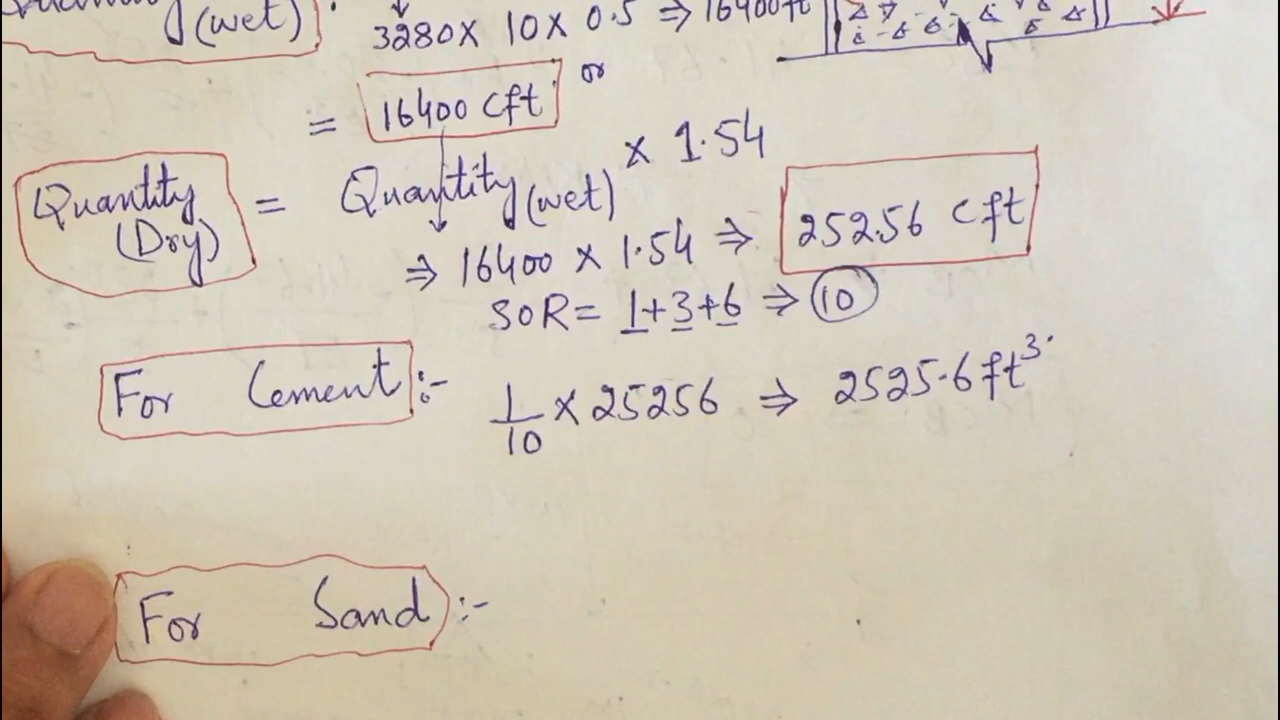 (wet)
3280 X 10 X 0.5 ⇒ 16400 ft
= 16400 Cft or
Quantity (Dry) = Quantity (wet) X 1.54
⇒ 16400 X 1.54 ⇒ 25256 Cft
SOR = 1+3+6 ⇒ 10
For Cement :- 1/10 X 25256 ⇒ 2525.6 ft³
For Sand :-